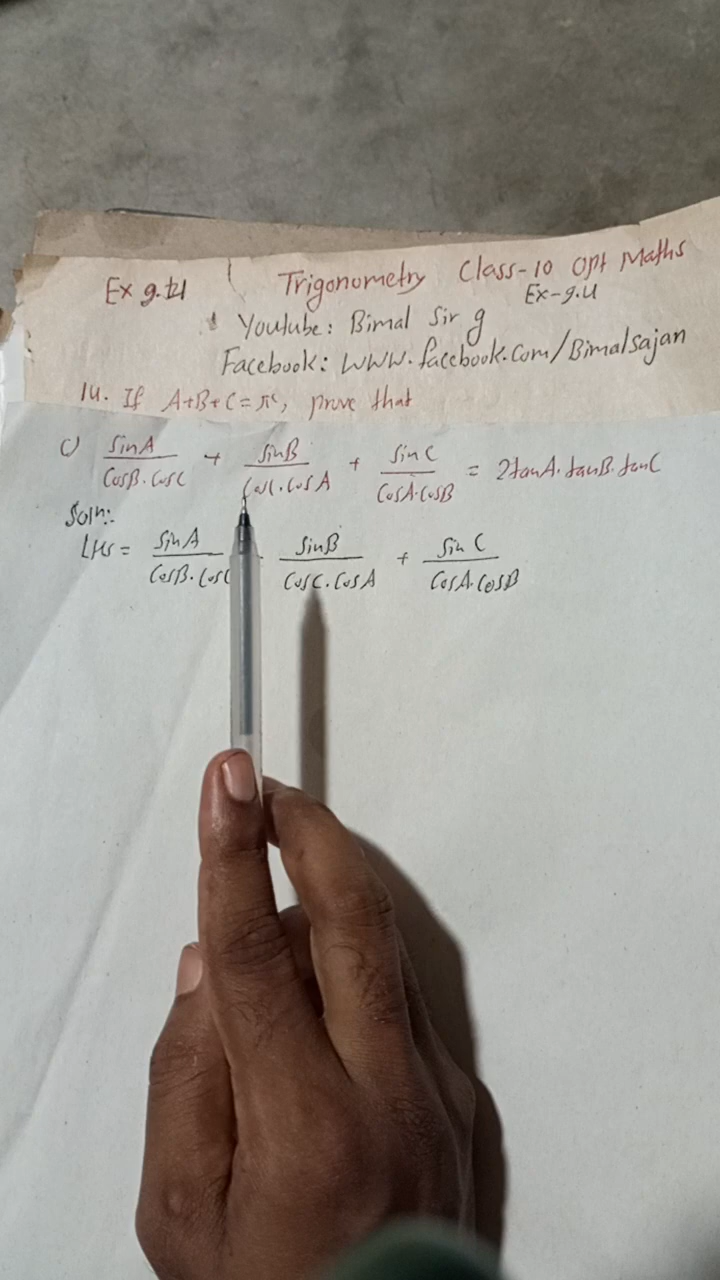 Ex 9.4 Trigonometry Class-10 Opt Maths
Ex-9.4
Youtube: Bimal Sir g
Facebook: WWW.facebook.com/Bimalsajan
14. If A+B+C=πᶜ, prove that
c) SinA/CosB.CosC + SinB/CosC.CosA + SinC/CosA.CosB = 2tanA.tanB.tanC
Soln:
LHS = SinA/CosB.CosC SinB/CosC.CosA + SinC/CosA.CosB